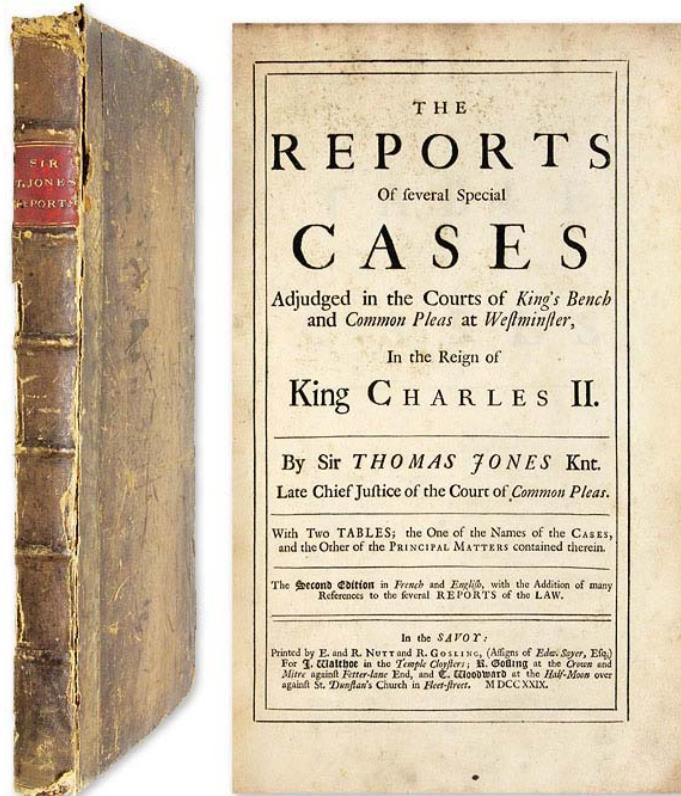 SIR
T. JONES
REPORTS
THE
REPORTS
Of ſeveral Special
CASES
Adjudged in the Courts of King's Bench
and Common Pleas at Weſtminſter,
In the Reign of
King CHARLES II.
By Sir THOMAS JONES Knt.
Late Chief Juſtice of the Court of Common Pleas.
With Two TABLES; the One of the Names of the CASES,
and the Other of the PRINCIPAL MATTERS contained therein.
The Second Edition in French and Engliſh, with the Addition of many
References to the ſeveral REPORTS of the LAW.
In the SAVOY:
Printed by E. and R. NUTT and R. GOSLING, (Aſſigns of Edw. Sayer, Eſq;)
For J. Walthoe in the Temple Cloyſters; R. Goſling at the Crown and
Mitre againſt Fetter-lane End, and C. Woodward at the Half-Moon over
againſt St. Dunſtan's Church in Fleet-ſtreet. MDCCXXIX.